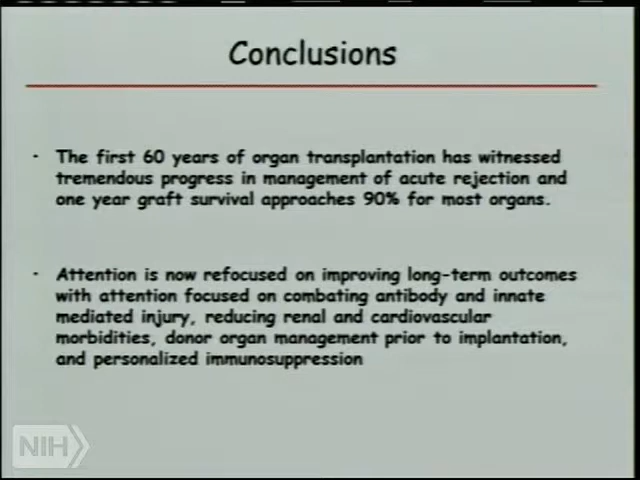 Conclusions
· The first 60 years of organ transplantation has witnessed
tremendous progress in management of acute rejection and
one year graft survival approaches 90% for most organs.
· Attention is now refocused on improving long-term outcomes
with attention focused on combating antibody and innate
mediated injury, reducing renal and cardiovascular
morbidities, donor organ management prior to implantation,
and personalized immunosuppression
NIH